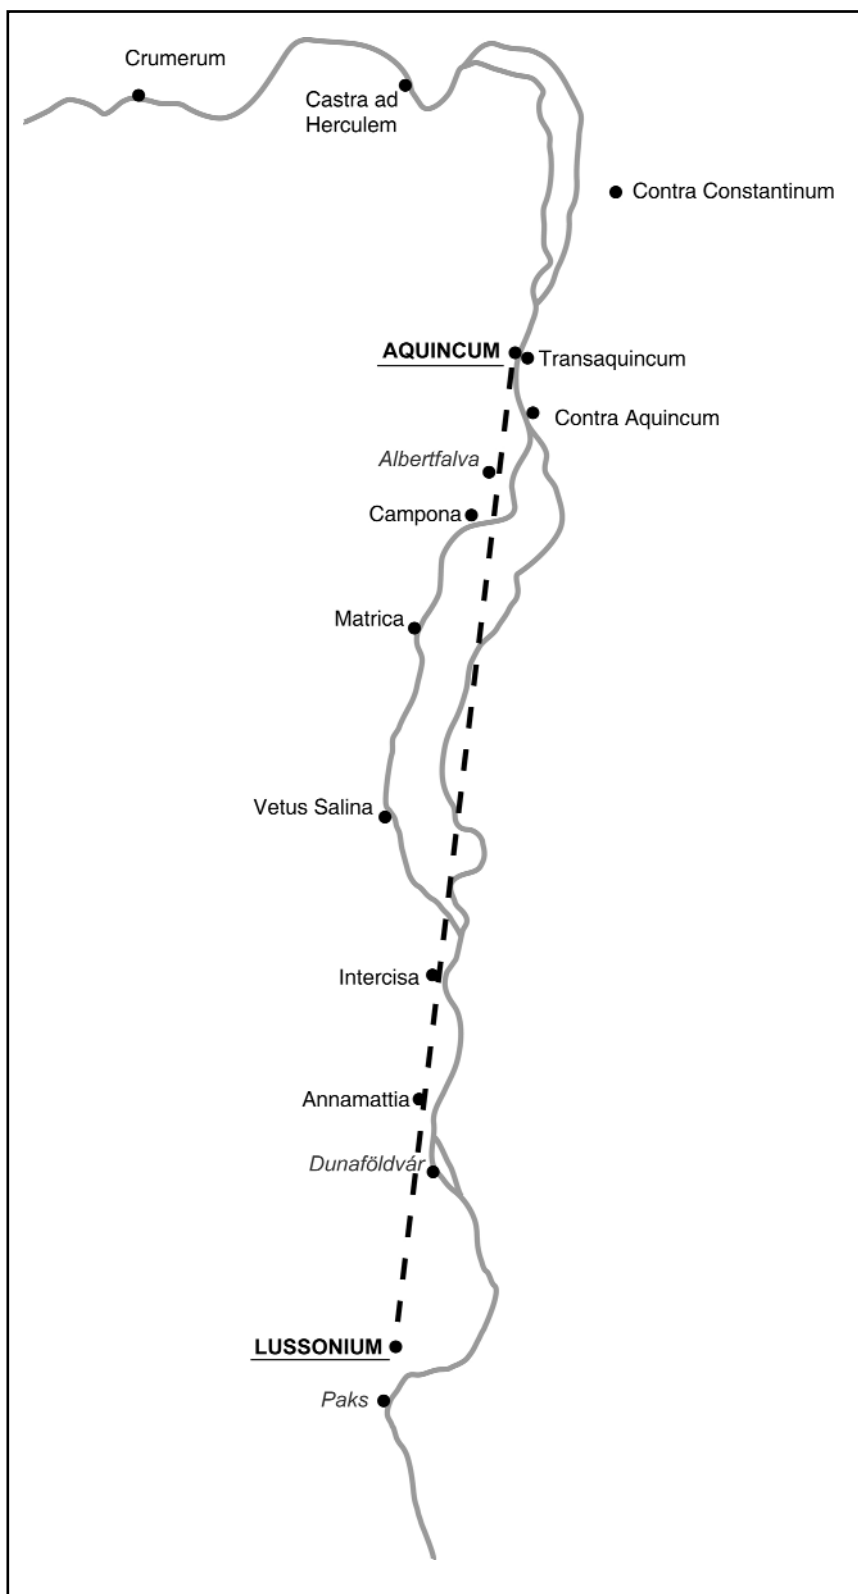 Crumerum
Castra ad
Herculem
Contra Constantinum
AQUINCUM
Transaquincum
Contra Aquincum
Albertfalva
Campona
Matrica
Vetus Salina
Intercisa
Annamattia
Dunaföldvár
LUSSONIUM
Paks